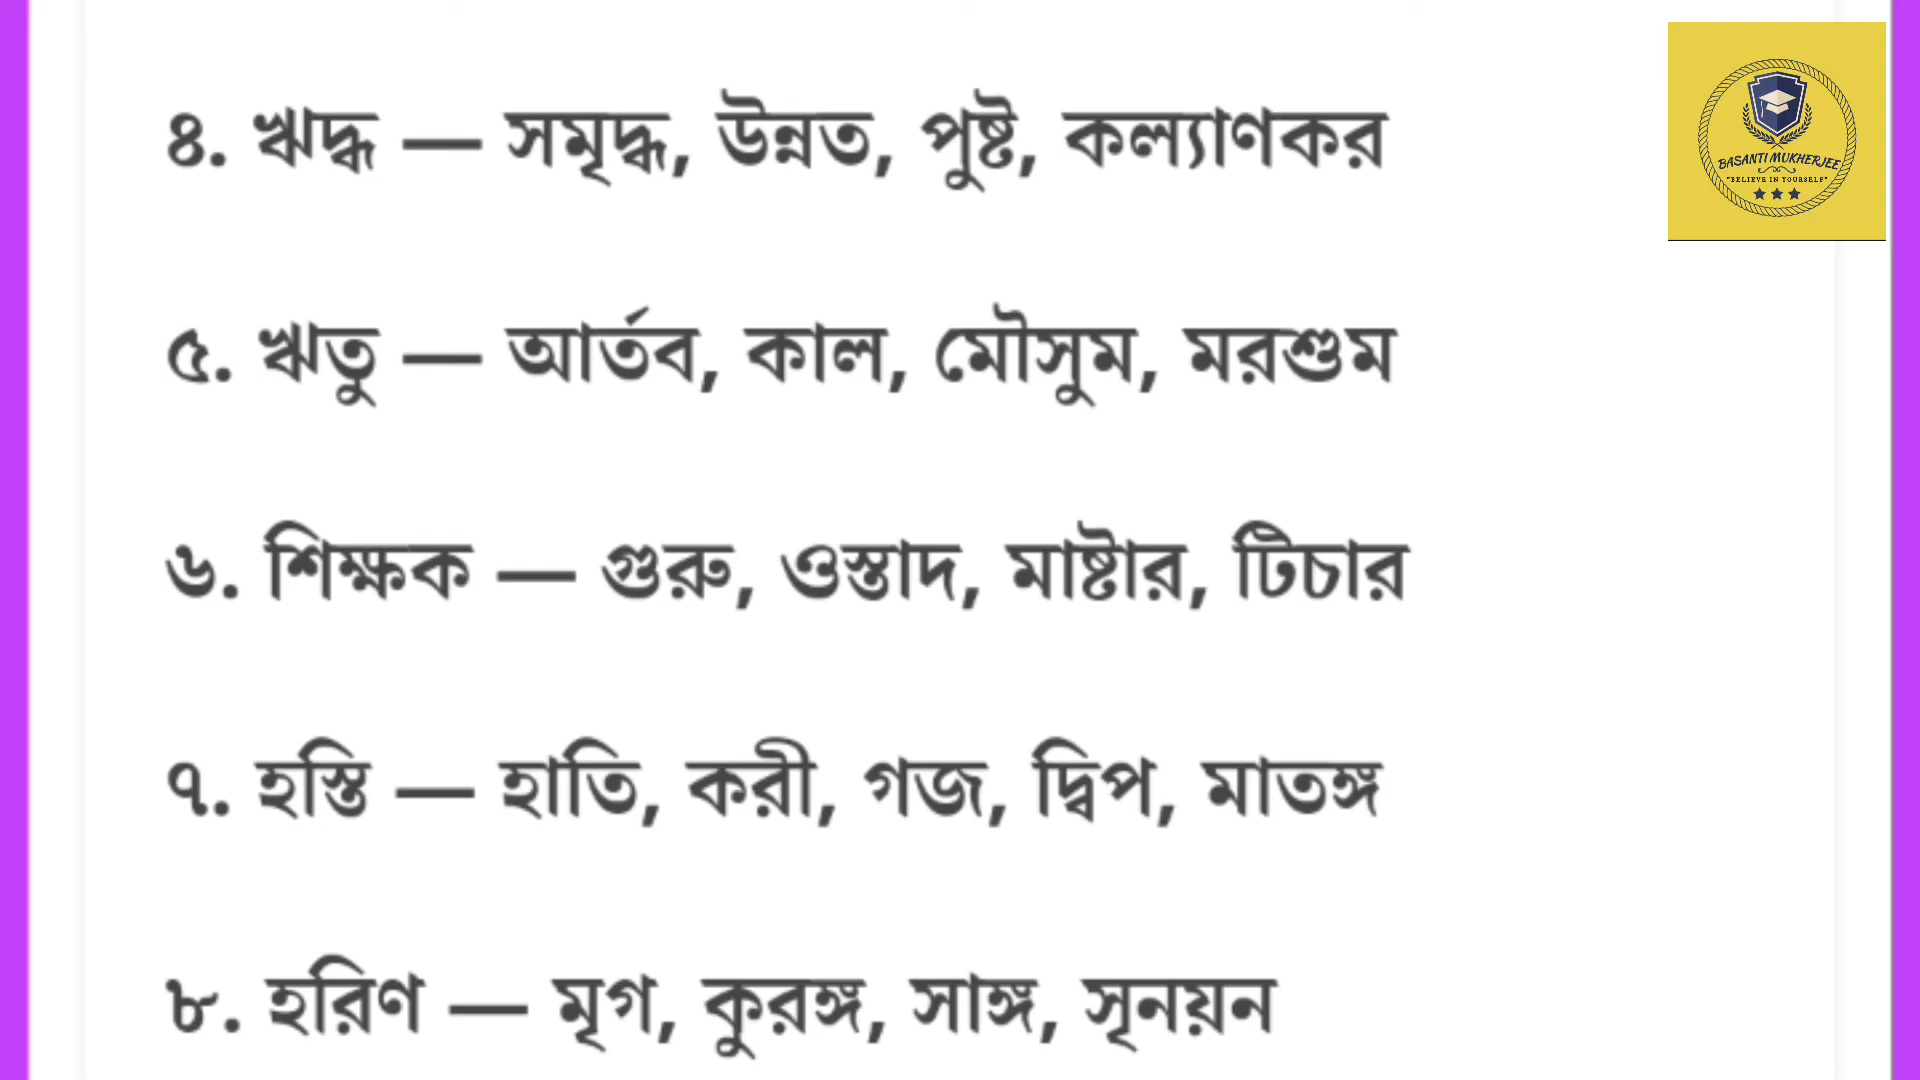 ৪. ঋদ্ধ — সমৃদ্ধ, উন্নত, পুষ্ট, কল্যাণকর
৫. ঋতু — আর্তব, কাল, মৌসুম, মরশুম
৬. শিক্ষক — গুরু, ওস্তাদ, মাষ্টার, টিচার
৭. হস্তি — হাতি, করী, গজ, দ্বিপ, মাতঙ্গ
৮. হরিণ — মৃগ, কুরঙ্গ, সাঙ্গ, সৃনয়ন
BASANTI MUKHERJEE
"BELIEVE IN YOURSELF"